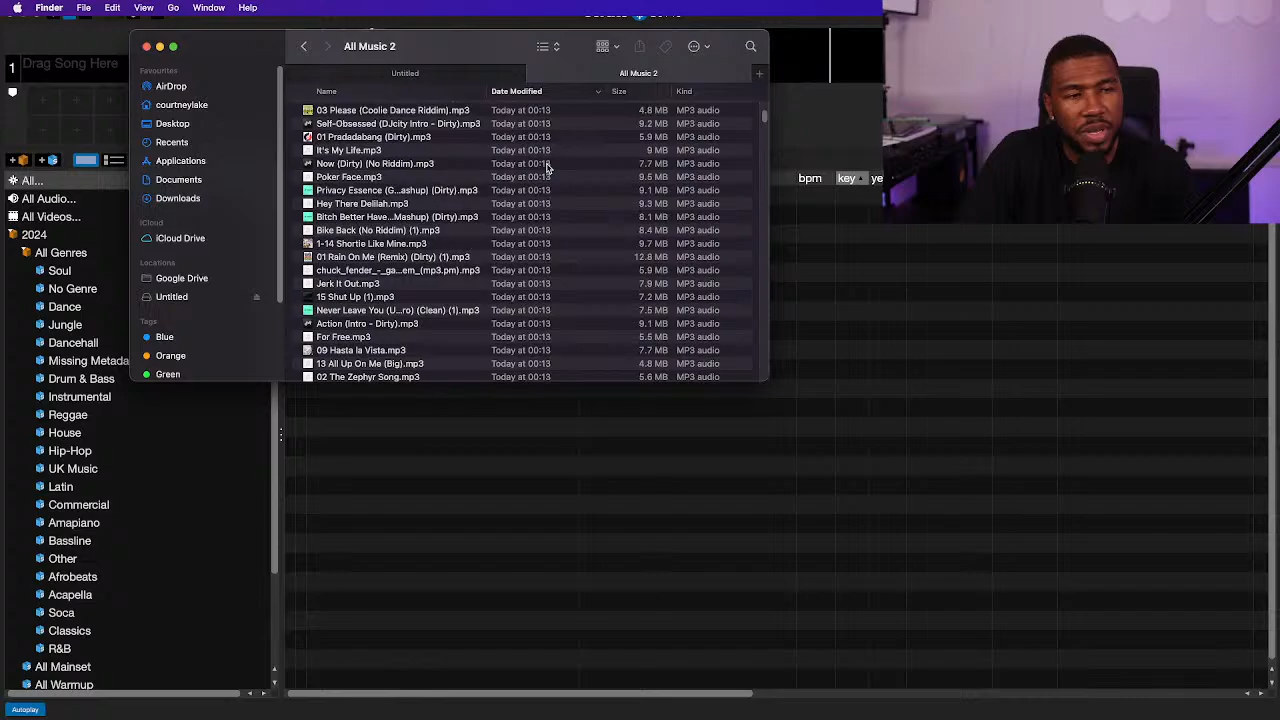 Finder File Edit View Go Window Help
1 Drag Song Here
All Music 2
Untitled All Music 2
Name Date Modified Size Kind
03 Please (Coolie Dance Riddim).mp3 Today at 00:13 4.8 MB MP3 audio
Self-Obsessed (DJcity Intro - Dirty).mp3 Today at 00:13 9.2 MB MP3 audio
01 Pradadabang (Dirty).mp3 Today at 00:13 5.9 MB MP3 audio
It's My Life.mp3 Today at 00:13 9 MB MP3 audio
Now (Dirty) (No Riddim).mp3 Today at 00:13 7.7 MB MP3 audio
Poker Face.mp3 Today at 00:13 9.5 MB MP3 audio
Privacy Essence (G...ashup) (Dirty).mp3 Today at 00:13 9.1 MB MP3 audio
Hey There Delilah.mp3 Today at 00:13 9.3 MB MP3 audio
Bitch Better Have...Mashup) (Dirty).mp3 Today at 00:13 8.1 MB MP3 audio
Bike Back (No Riddim) (1).mp3 Today at 00:13 8.4 MB MP3 audio
1-14 Shortie Like Mine.mp3 Today at 00:13 9.7 MB MP3 audio
01 Rain On Me (Remix) (Dirty) (1).mp3 Today at 00:13 12.8 MB MP3 audio
chuck_fender_-_ga...em_(mp3.pm).mp3 Today at 00:13 5.9 MB MP3 audio
Jerk It Out.mp3 Today at 00:13 7.9 MB MP3 audio
15 Shut Up (1).mp3 Today at 00:13 7.2 MB MP3 audio
Never Leave You (U...ro) (Clean) (1).mp3 Today at 00:13 7.5 MB MP3 audio
Action (Intro - Dirty).mp3 Today at 00:13 9.1 MB MP3 audio
For Free.mp3 Today at 00:13 5.5 MB MP3 audio
09 Hasta la Vista.mp3 Today at 00:13 7.7 MB MP3 audio
13 All Up On Me (Big).mp3 Today at 00:13 4.8 MB MP3 audio
02 The Zephyr Song.mp3 Today at 00:13 5.6 MB MP3 audio
Favourites
AirDrop
courtneylake
Desktop
Recents
Applications
Documents
Downloads
iCloud
iCloud Drive
Locations
Google Drive
Untitled
Tags
Blue
Orange
Green
bpm key ye
All...
All Audio...
All Videos...
2024
All Genres
Soul
No Genre
Dance
Jungle
Dancehall
Missing Metada
Drum & Bass
Instrumental
Reggae
House
Hip-Hop
UK Music
Latin
Commercial
Amapiano
Bassline
Other
Afrobeats
Acapella
Soca
Classics
R&B
All Mainset
All Warmup
Autoplay